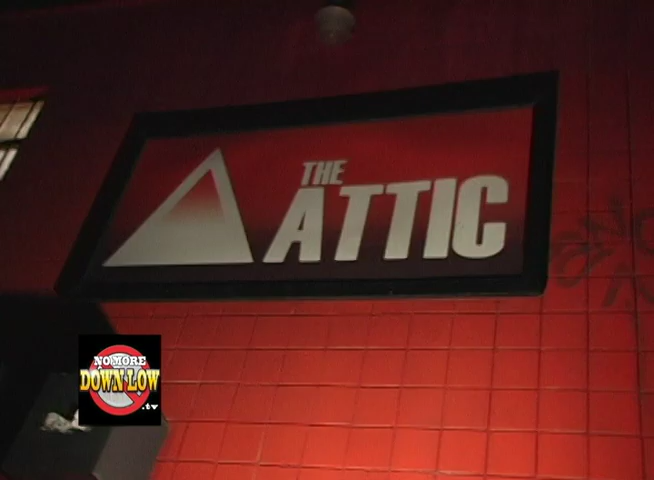 THE
ATTIC
NO MORE
DOWN LOW
.tv